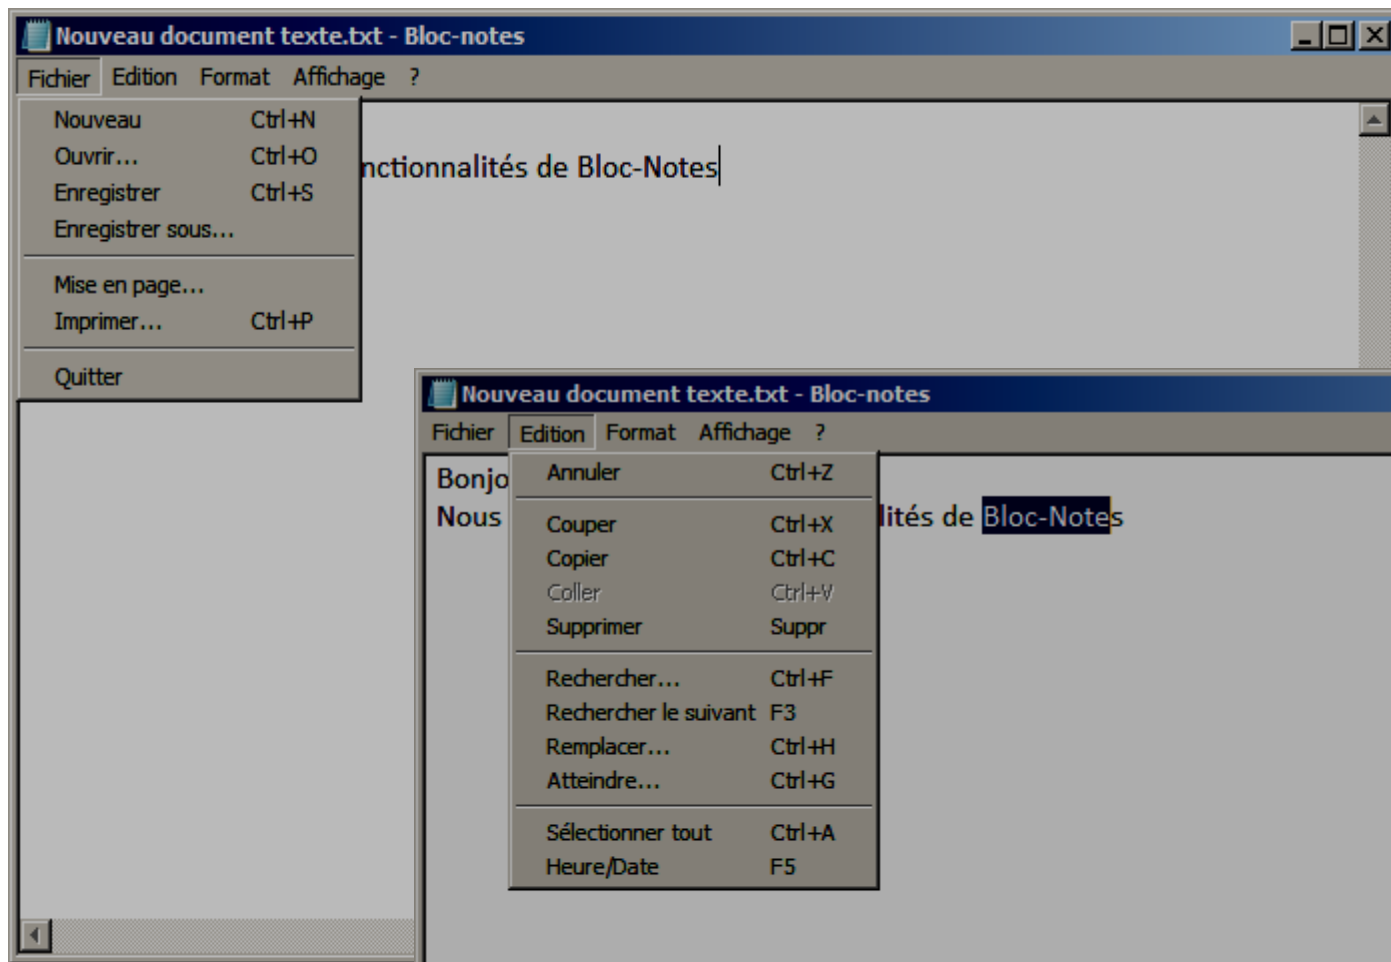 Nouveau document texte.txt - Bloc-notes
Fichier Edition Format Affichage ?
Nouveau Ctrl+N
Ouvrir... Ctrl+O
Enregistrer Ctrl+S
Enregistrer sous...
Mise en page...
Imprimer... Ctrl+P
Quitter
nctionnalités de Bloc-Notes
Nouveau document texte.txt - Bloc-notes
Fichier Edition Format Affichage ?
Annuler Ctrl+Z
Couper Ctrl+X
Copier Ctrl+C
Coller Ctrl+V
Supprimer Suppr
Rechercher... Ctrl+F
Rechercher le suivant F3
Remplacer... Ctrl+H
Atteindre... Ctrl+G
Sélectionner tout Ctrl+A
Heure/Date F5
Bonjo
Nous lités de Bloc-Notes